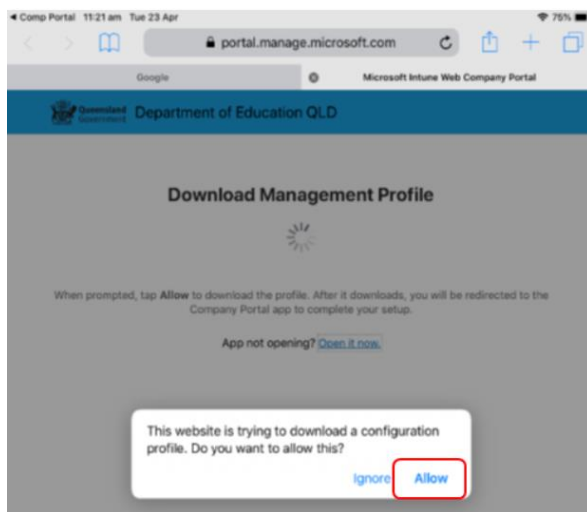 Comp Portal 11:21 am Tue 23 Apr 75%
portal.manage.microsoft.com
Google Microsoft Intune Web Company Portal
Queensland
Government
Department of Education QLD
Download Management Profile
When prompted, tap Allow to download the profile. After it downloads, you will be redirected to the
Company Portal app to complete your setup.
App not opening? Open it now.
This website is trying to download a configuration
profile. Do you want to allow this?
Ignore Allow